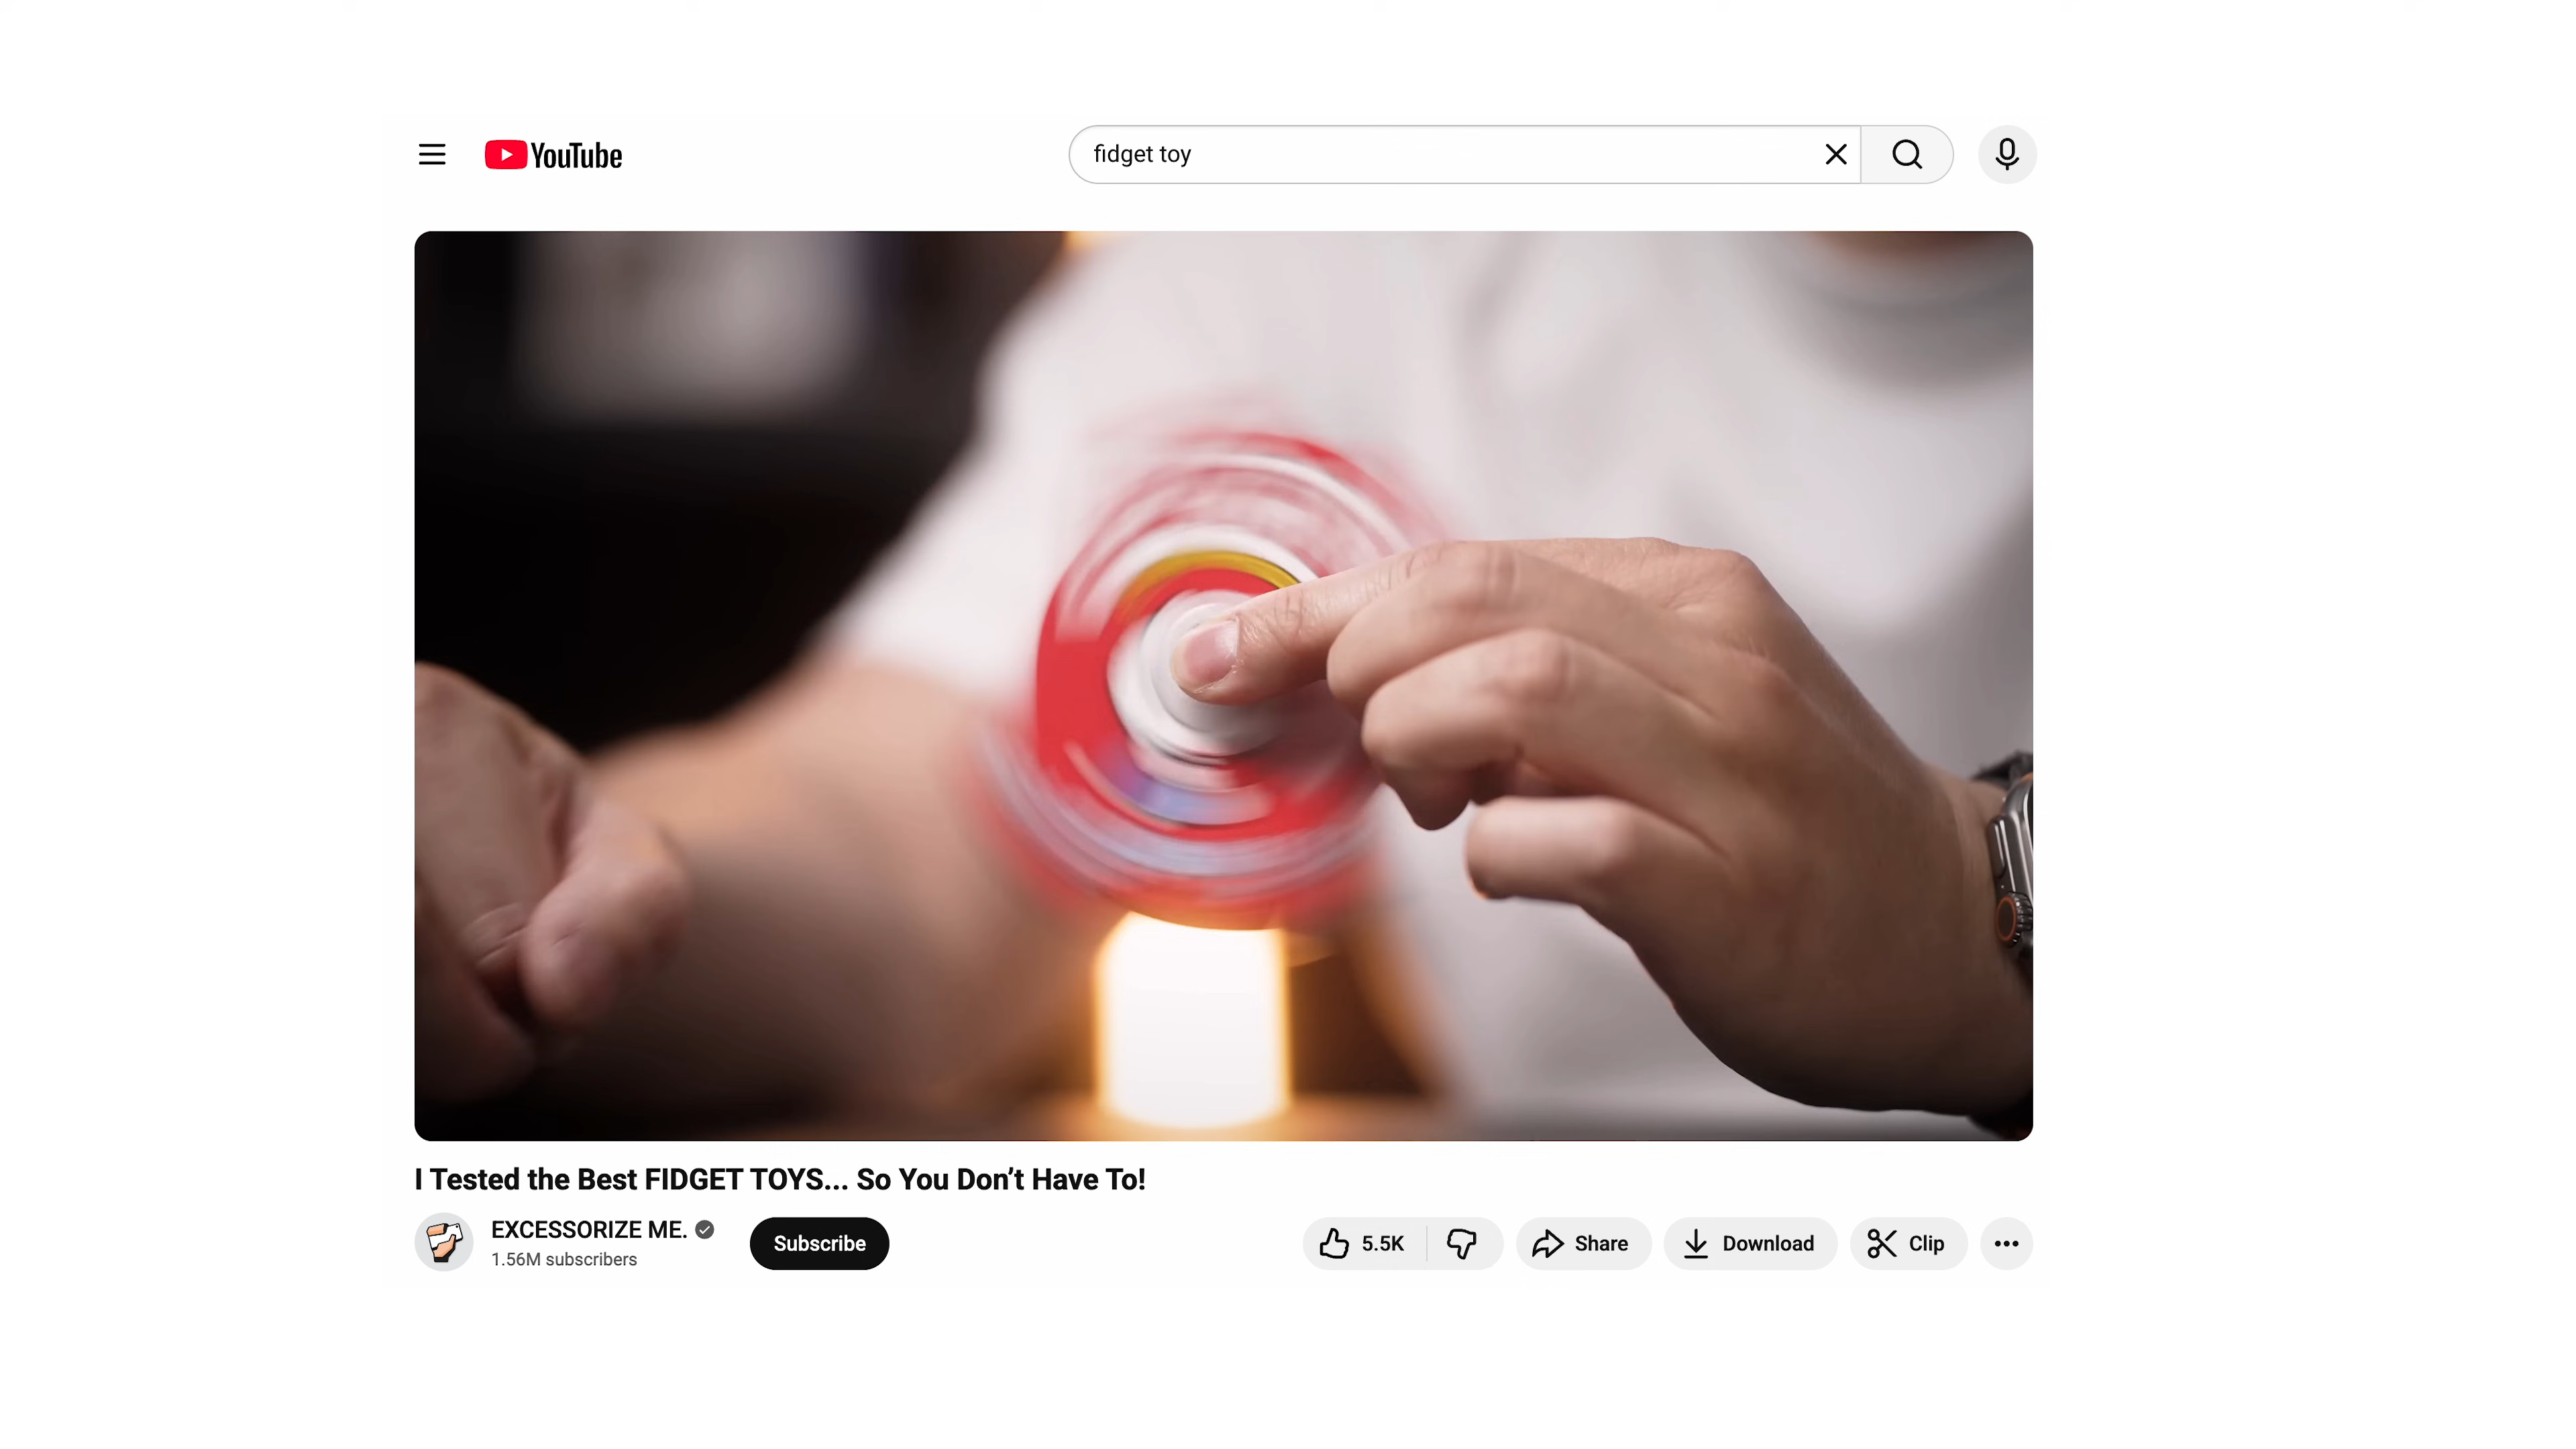 YouTube
fidget toy
I Tested the Best FIDGET TOYS... So You Don’t Have To!
EXCESSORIZE ME.
1.56M subscribers
Subscribe
5.5K
Share
Download
Clip